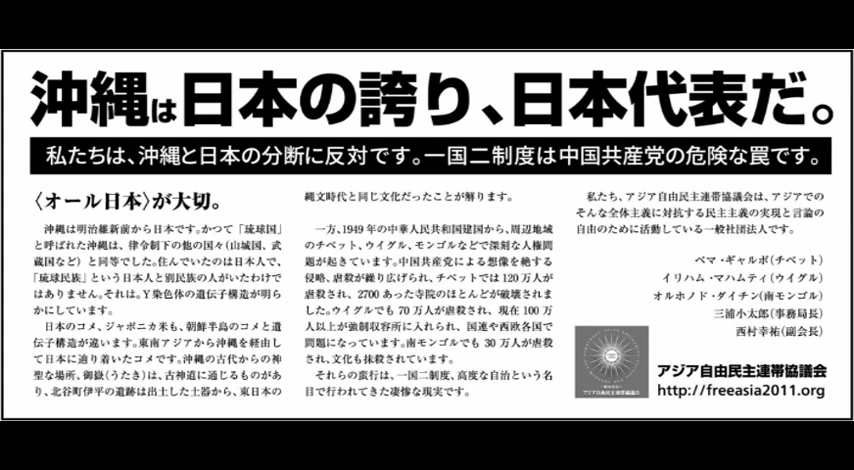 沖縄は日本の誇り、日本代表だ。
私たちは、沖縄と日本の分断に反対です。一国二制度は中国共産党の危険な罠です。
〈オール日本〉が大切。
沖縄は明治維新前から日本です。かつて「琉球国」
と呼ばれた沖縄は、律令制下の他の国々(山城国、武
蔵国など)と同等でした。住んでいたのは日本人で、
「琉球民族」という日本人と別民族の人がいたわけで
はありません。それは。Y染色体の遺伝子構造が明ら
かにしています。
日本のコメ、ジャポニカ米も、朝鮮半島のコメと遺
伝子構造が違います。東南アジアから沖縄を経由し
て日本に辿り着いたコメです。沖縄の古代からの神
聖な場所、御嶽(うたき)は、古神道に通じるものがあ
り、北谷町伊平の遺跡は出土した土器から、東日本の
縄文時代と同じ文化だったことが解ります。
一方、1949年の中華人民共和国建国から、周辺地域
のチベット、ウイグル、モンゴルなどで深刻な人権問
題が起きています。中国共産党による想像を絶する
侵略、虐殺が繰り広げられ、チベットでは120万人が
虐殺され、2700あった寺院のほとんどが破壊されま
した。ウイグルでも70万人が虐殺され、現在100万
人以上が強制収容所に入れられ、国連や西欧各国で
問題になっています。南モンゴルでも30万人が虐殺
され、文化も抹殺されています。
それらの蛮行は、一国二制度、高度な自治という名
目で行われてきた凄惨な現実です。
私たち、アジア自由民主連帯協議会は、アジアでの
そんな全体主義に対抗する民主主義の実現と言論の
自由のために活動している一般社団法人です。
ペマ・ギャルポ(チベット)
イリハム・マハムティ(ウイグル)
オルホノド・ダイチン(南モンゴル)
三浦小太郎(事務局長)
西村幸祐(副会長)
アジア自由民主連帯協議会
アジア自由民主連帯協議会
http://freeasia2011.org